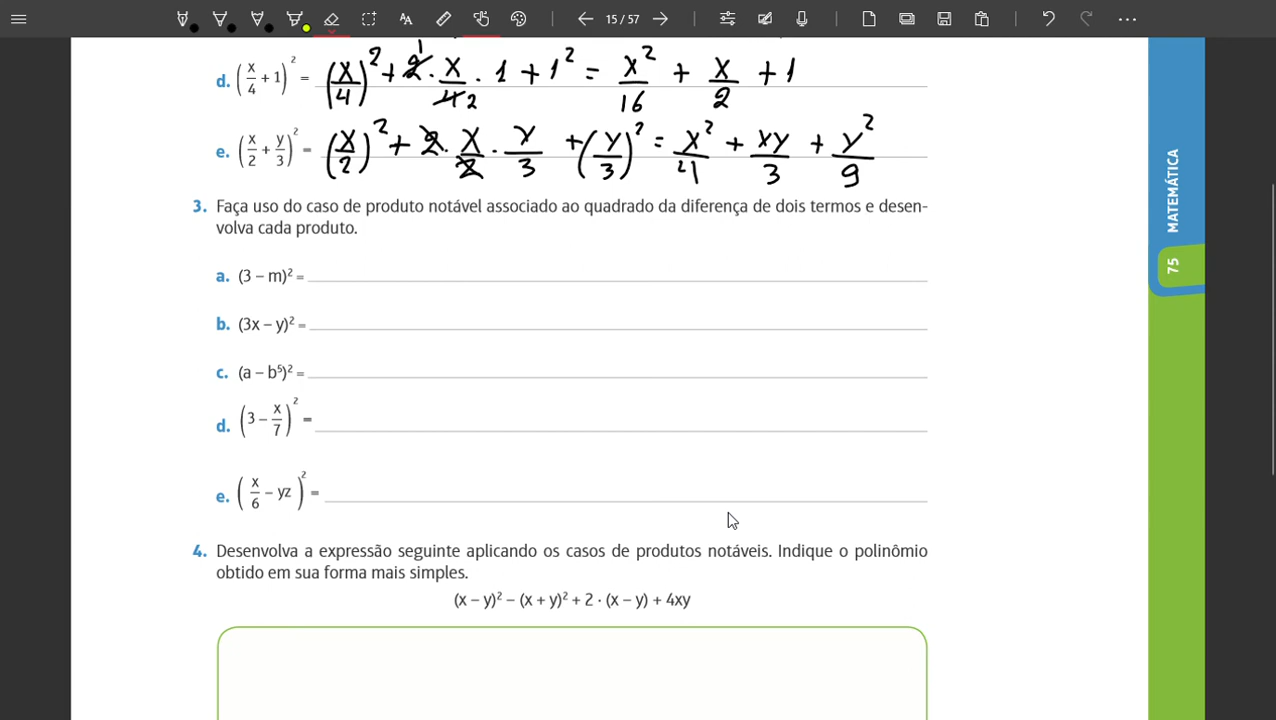 15 / 57
d. (x/4 + 1)² = (x/4)² + 2 · x/4 · 1 + 1² = x²/16 + x/2 + 1
e. (x/2 + y/3)² = (x/2)² + 2 · x/2 · y/3 + (y/3)² = x²/4 + xy/3 + y²/9
3. Faça uso do caso de produto notável associado ao quadrado da diferença de dois termos e desen-
volva cada produto.
a. (3 – m)² =
b. (3x – y)² =
c. (a – b⁵)² =
d. (3 – x/7)² =
e. (x/6 – yz)² =
4. Desenvolva a expressão seguinte aplicando os casos de produtos notáveis. Indique o polinômio
obtido em sua forma mais simples.
(x – y)² – (x + y)² + 2 · (x – y) + 4xy
MATEMÁTICA
75